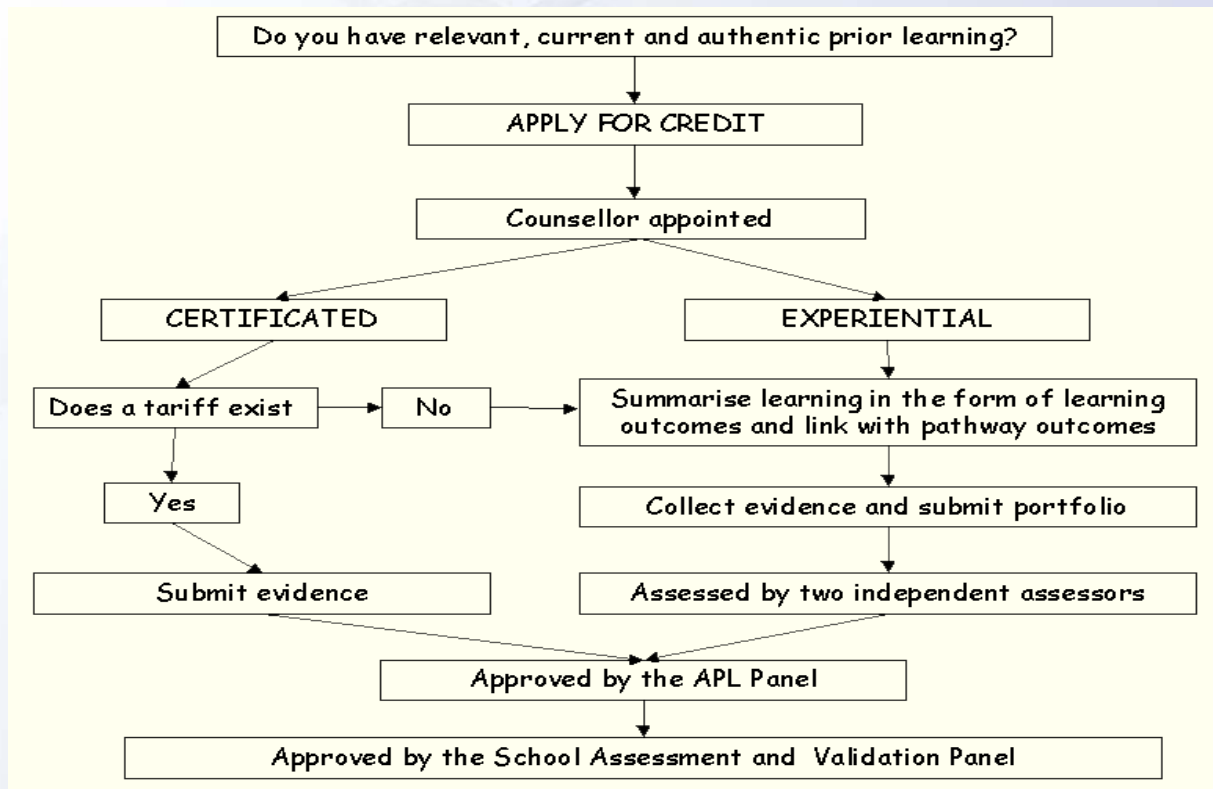 Do you have relevant, current and authentic prior learning?
APPLY FOR CREDIT
Counsellor appointed
CERTIFICATED
EXPERIENTIAL
Does a tariff exist
No
Summarise learning in the form of learning
outcomes and link with pathway outcomes
Yes
Collect evidence and submit portfolio
Submit evidence
Assessed by two independent assessors
Approved by the APL Panel
Approved by the School Assessment and Validation Panel